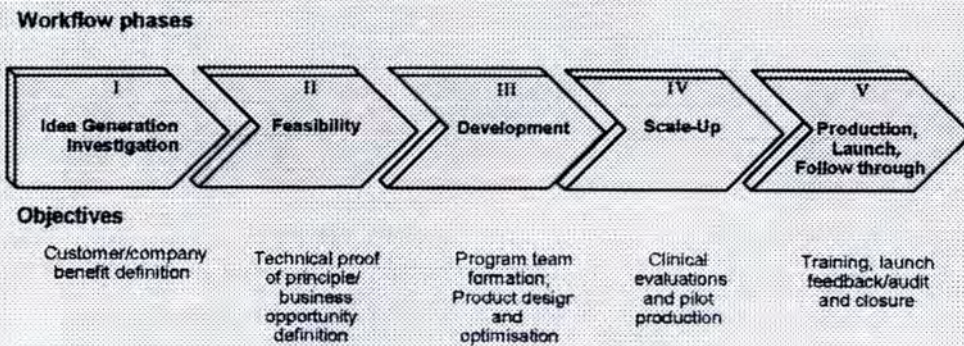 Workflow phases
I
Idea Generation
Investigation
II
Feasibility
III
Development
IV
Scale-Up
V
Production,
Launch,
Follow through
Objectives
Customer/company
benefit definition
Technical proof
of principle/
business
opportunity
definition
Program team
formation;
Product design
and
optimisation
Clinical
evaluations
and pilot
production
Training, launch
feedback/audit
and closure